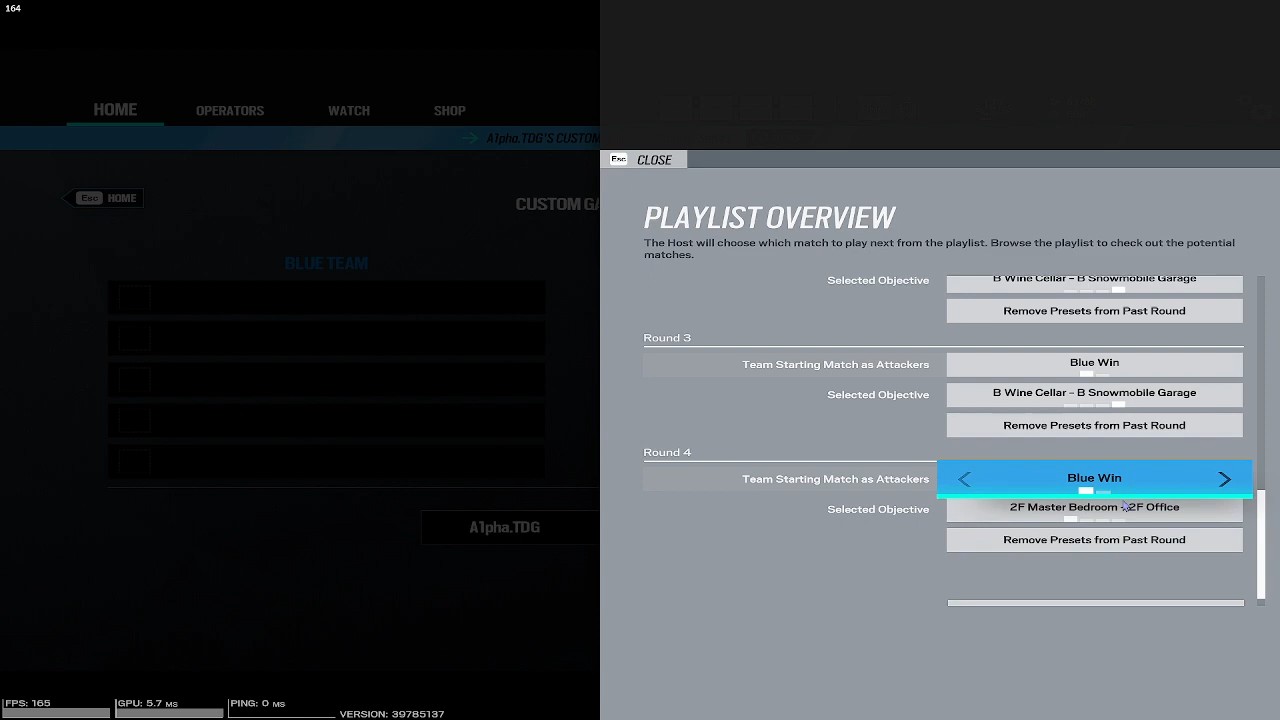 164
HOME OPERATORS WATCH SHOP
A1pha.TDG'S CUSTOM
Esc CLOSE
Esc HOME
CUSTOM GA
BLUE TEAM
A1pha.TDG
PLAYLIST OVERVIEW
The Host will choose which match to play next from the playlist. Browse the playlist to check out the potential
matches.
Selected Objective B Wine Cellar – B Snowmobile Garage
Remove Presets from Past Round
Round 3
Team Starting Match as Attackers Blue Win
Selected Objective B Wine Cellar – B Snowmobile Garage
Remove Presets from Past Round
Round 4
Team Starting Match as Attackers Blue Win
Selected Objective 2F Master Bedroom – 2F Office
Remove Presets from Past Round
FPS: 165 GPU: 5.7 MS PING: 0 MS
VERSION: 39785137